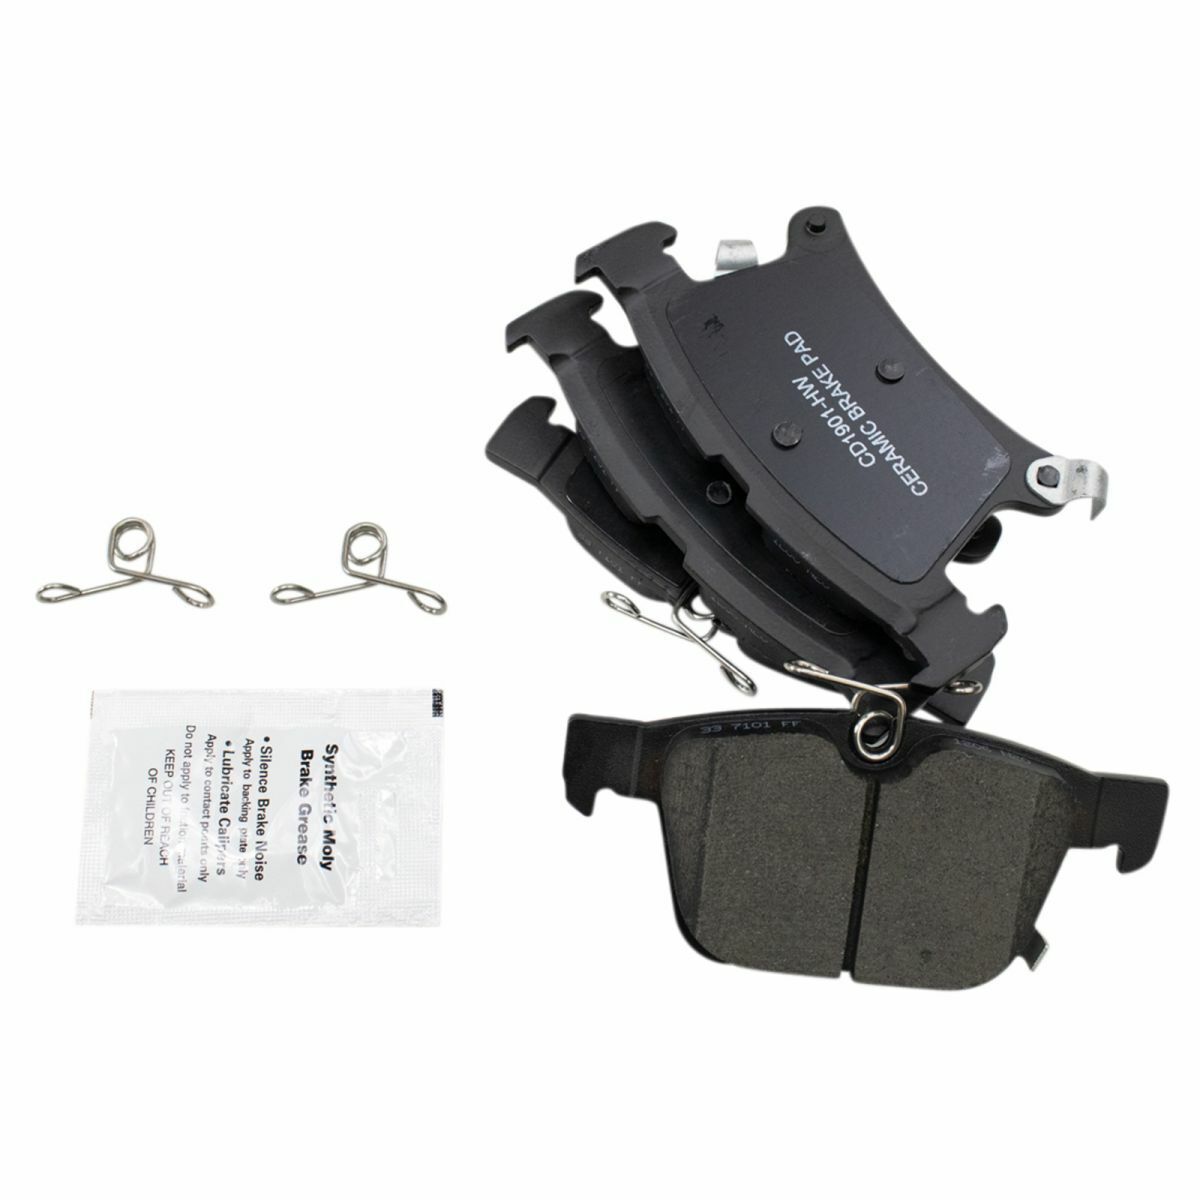 CD1901-HW
CERAMIC BRAKE PAD
33 7101 FF
Synthetic Moly
Brake Grease
• Silence Brake Noise
Apply to backing plate only
• Lubricate Calipers
Apply to contact points only
Do not apply to friction material
KEEP OUT OF REACH
OF CHILDREN